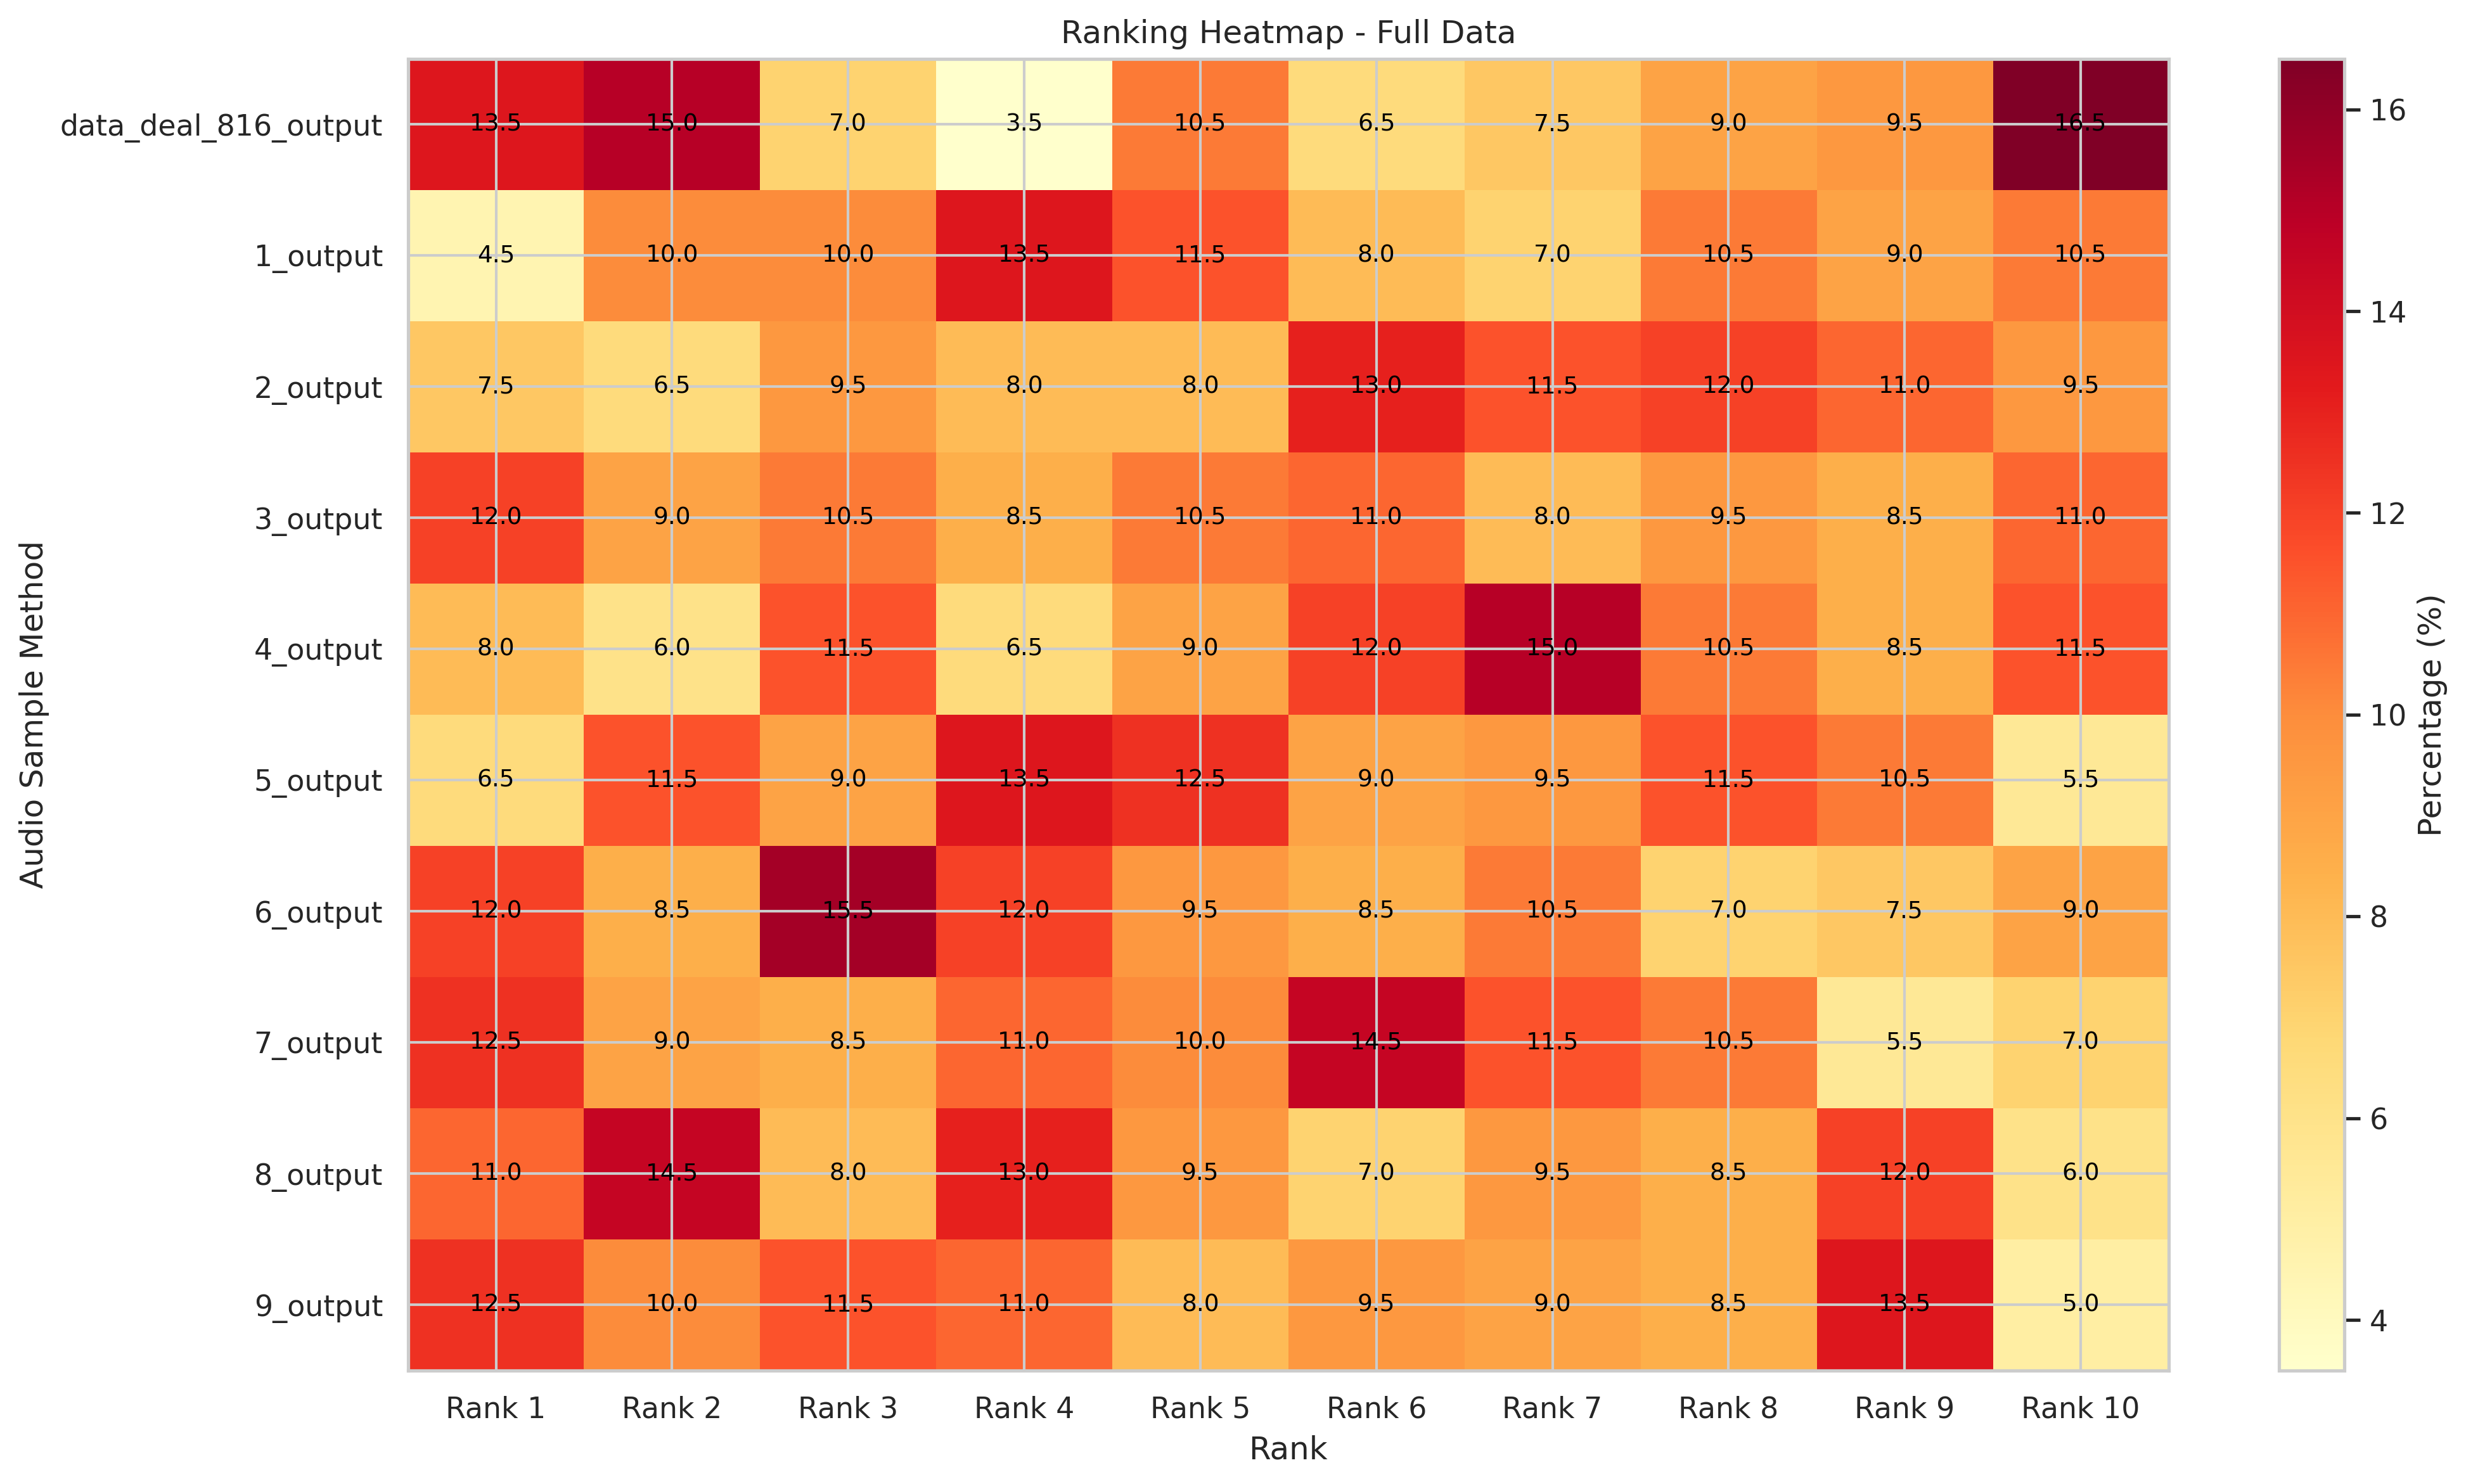 Ranking Heatmap - Full Data
data_deal_816_output 13.5 15.0 7.0 3.5 10.5 6.5 7.5 9.0 9.5 16.5
1_output 4.5 10.0 10.0 13.5 11.5 8.0 7.0 10.5 9.0 10.5
2_output 7.5 6.5 9.5 8.0 8.0 13.0 11.5 12.0 11.0 9.5
3_output 12.0 9.0 10.5 8.5 10.5 11.0 8.0 9.5 8.5 11.0
4_output 8.0 6.0 11.5 6.5 9.0 12.0 15.0 10.5 8.5 11.5
5_output 6.5 11.5 9.0 13.5 12.5 9.0 9.5 11.5 10.5 5.5
6_output 12.0 8.5 15.5 12.0 9.5 8.5 10.5 7.0 7.5 9.0
7_output 12.5 9.0 8.5 11.0 10.0 14.5 11.5 10.5 5.5 7.0
8_output 11.0 14.5 8.0 13.0 9.5 7.0 9.5 8.5 12.0 6.0
9_output 12.5 10.0 11.5 11.0 8.0 9.5 9.0 8.5 13.5 5.0
Rank 1 Rank 2 Rank 3 Rank 4 Rank 5 Rank 6 Rank 7 Rank 8 Rank 9 Rank 10
Rank
Audio Sample Method
16
14
12
10
8
6
4
Percentage (%)